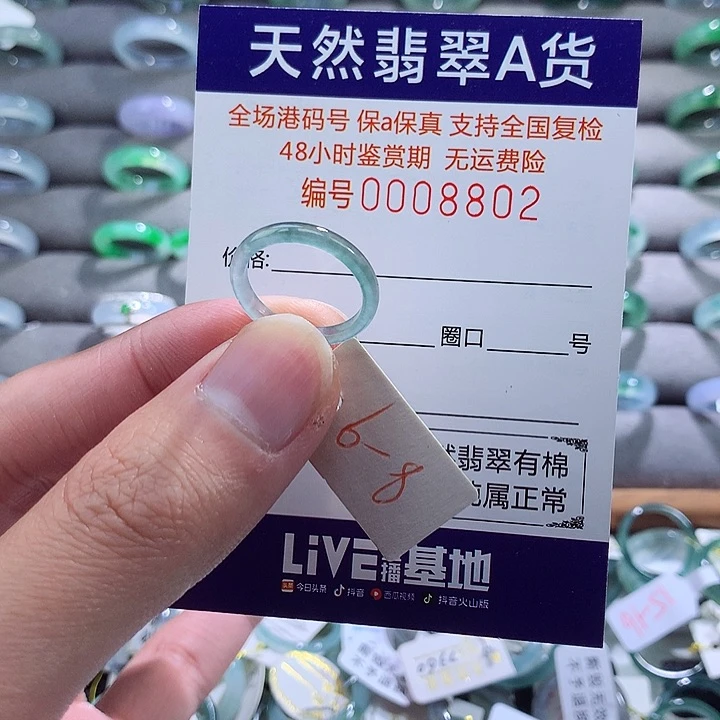 天然翡翠A货
全场港码号 保a保真 支持全国复检
48小时鉴赏期 无运费险
编号0008802
价格:
圈口 号
翡翠有棉
属正常
6-8
LiVE播基地
头条 今日头条 抖音 西瓜视频 抖音火山版